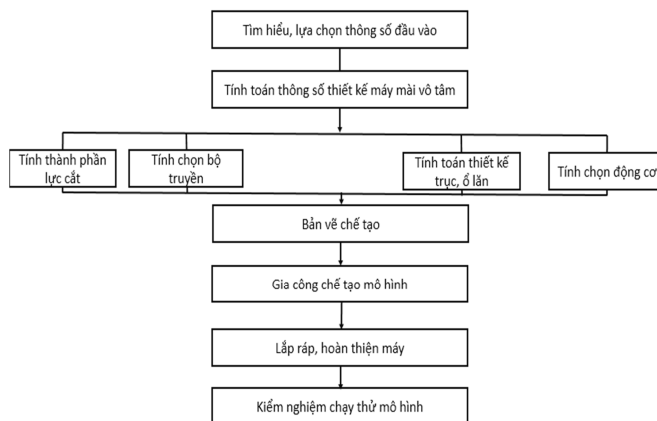 Tìm hiểu, lựa chọn thông số đầu vào
Tính toán thông số thiết kế máy mài vô tâm
Tính thành phần
lực cắt
Tính chọn bộ
truyền
Tính toán thiết kế
trục, ổ lăn
Tính chọn động cơ
Bản vẽ chế tạo
Gia công chế tạo mô hình
Lắp ráp, hoàn thiện máy
Kiểm nghiệm chạy thử mô hình